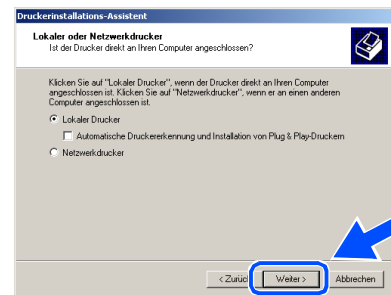 Druckerinstallations-Assistent
Lokaler oder Netzwerkdrucker
Ist der Drucker direkt an Ihren Computer angeschlossen?
Klicken Sie auf "Lokaler Drucker", wenn der Drucker direkt an Ihren Computer
angeschlossen ist. Klicken Sie auf "Netzwerkdrucker", wenn er an einen anderen
Computer angeschlossen ist.
Lokaler Drucker
Automatische Druckererkennung und Installation von Plug & Play-Druckern
Netzwerkdrucker
< Zurück Weiter > Abbrechen